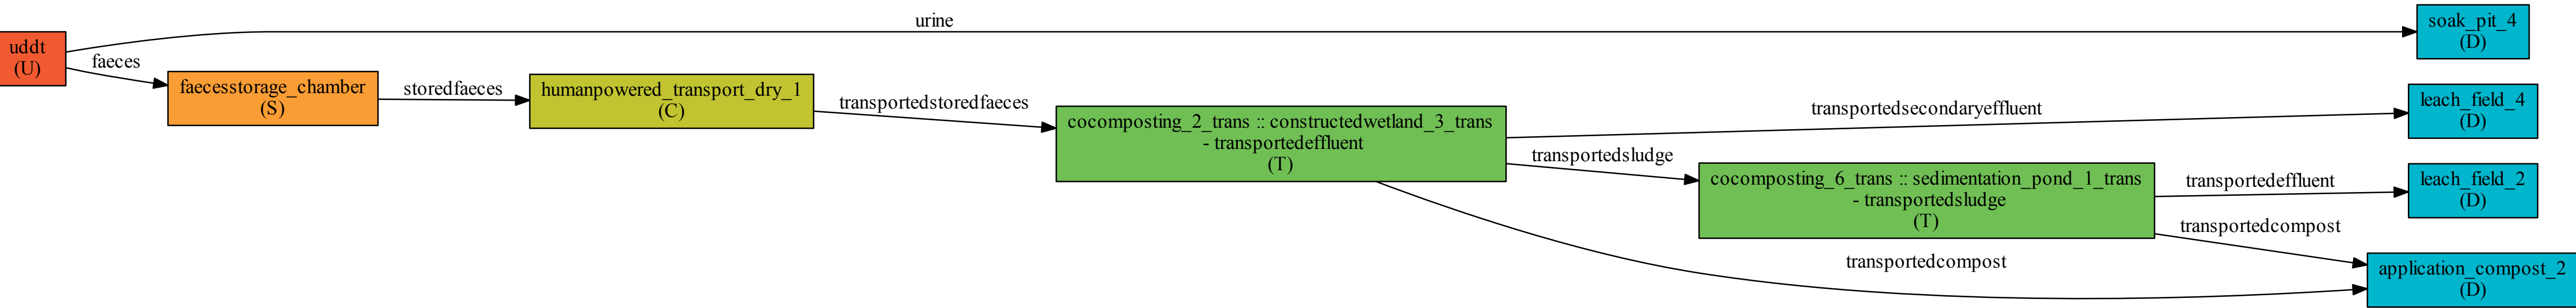 urine
uddt
(U)
faeces
faecesstorage_chamber
(S)
storedfaeces
humanpowered_transport_dry_1
(C)
transportedstoredfaeces
cocomposting_2_trans :: constructedwetland_3_trans
- transportedeffluent
(T)
transportedsecondaryeffluent
transportedsludge
cocomposting_6_trans :: sedimentation_pond_1_trans
- transportedsludge
(T)
transportedeffluent
transportedcompost
transportedcompost
soak_pit_4
(D)
leach_field_4
(D)
leach_field_2
(D)
application_compost_2
(D)